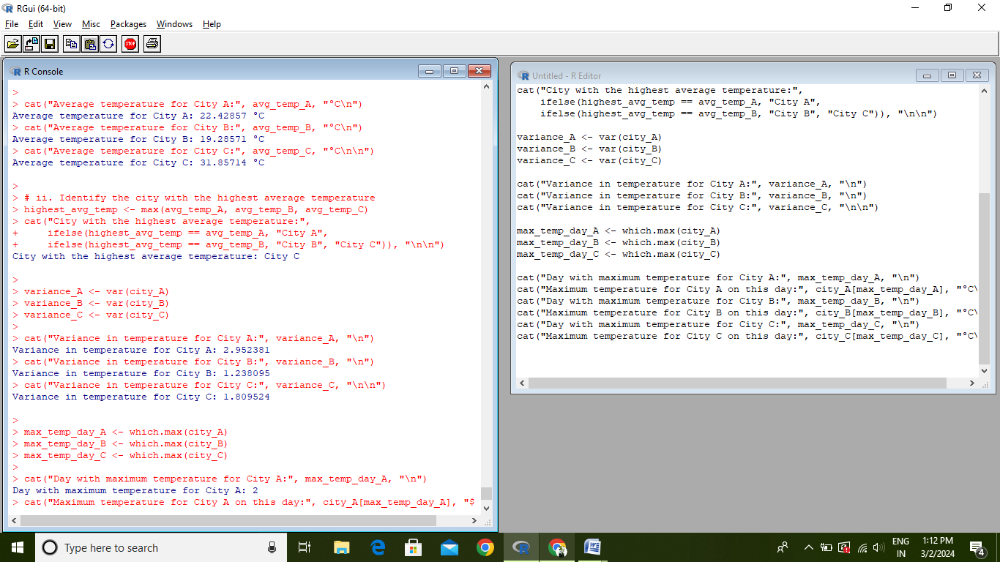 RGui (64-bit)
File Edit View Misc Packages Windows Help
STOP
R Console
>
> cat("Average temperature for City A:", avg_temp_A, "°C\n")
Average temperature for City A: 22.42857 °C
> cat("Average temperature for City B:", avg_temp_B, "°C\n")
Average temperature for City B: 19.28571 °C
> cat("Average temperature for City C:", avg_temp_C, "°C\n\n")
Average temperature for City C: 31.85714 °C
>
> # ii. Identify the city with the highest average temperature
> highest_avg_temp <- max(avg_temp_A, avg_temp_B, avg_temp_C)
> cat("City with the highest average temperature:",
+     ifelse(highest_avg_temp == avg_temp_A, "City A",
+     ifelse(highest_avg_temp == avg_temp_B, "City B", "City C")), "\n\n")
City with the highest average temperature: City C
>
> variance_A <- var(city_A)
> variance_B <- var(city_B)
> variance_C <- var(city_C)
>
> cat("Variance in temperature for City A:", variance_A, "\n")
Variance in temperature for City A: 2.952381
> cat("Variance in temperature for City B:", variance_B, "\n")
Variance in temperature for City B: 1.238095
> cat("Variance in temperature for City C:", variance_C, "\n\n")
Variance in temperature for City C: 1.809524
>
> max_temp_day_A <- which.max(city_A)
> max_temp_day_B <- which.max(city_B)
> max_temp_day_C <- which.max(city_C)
>
> cat("Day with maximum temperature for City A:", max_temp_day_A, "\n")
Day with maximum temperature for City A: 2
> cat("Maximum temperature for City A on this day:", city_A[max_temp_day_A], "$
Untitled - R Editor
cat("City with the highest average temperature:",
    ifelse(highest_avg_temp == avg_temp_A, "City A",
    ifelse(highest_avg_temp == avg_temp_B, "City B", "City C")), "\n\n")
variance_A <- var(city_A)
variance_B <- var(city_B)
variance_C <- var(city_C)
cat("Variance in temperature for City A:", variance_A, "\n")
cat("Variance in temperature for City B:", variance_B, "\n")
cat("Variance in temperature for City C:", variance_C, "\n\n")
max_temp_day_A <- which.max(city_A)
max_temp_day_B <- which.max(city_B)
max_temp_day_C <- which.max(city_C)
cat("Day with maximum temperature for City A:", max_temp_day_A, "\n")
cat("Maximum temperature for City A on this day:", city_A[max_temp_day_A], "°C\
cat("Day with maximum temperature for City B:", max_temp_day_B, "\n")
cat("Maximum temperature for City B on this day:", city_B[max_temp_day_B], "°C\
cat("Day with maximum temperature for City C:", max_temp_day_C, "\n")
cat("Maximum temperature for City C on this day:", city_C[max_temp_day_C], "°C\
Type here to search
ENG
IN
1:12 PM
3/2/2024
4